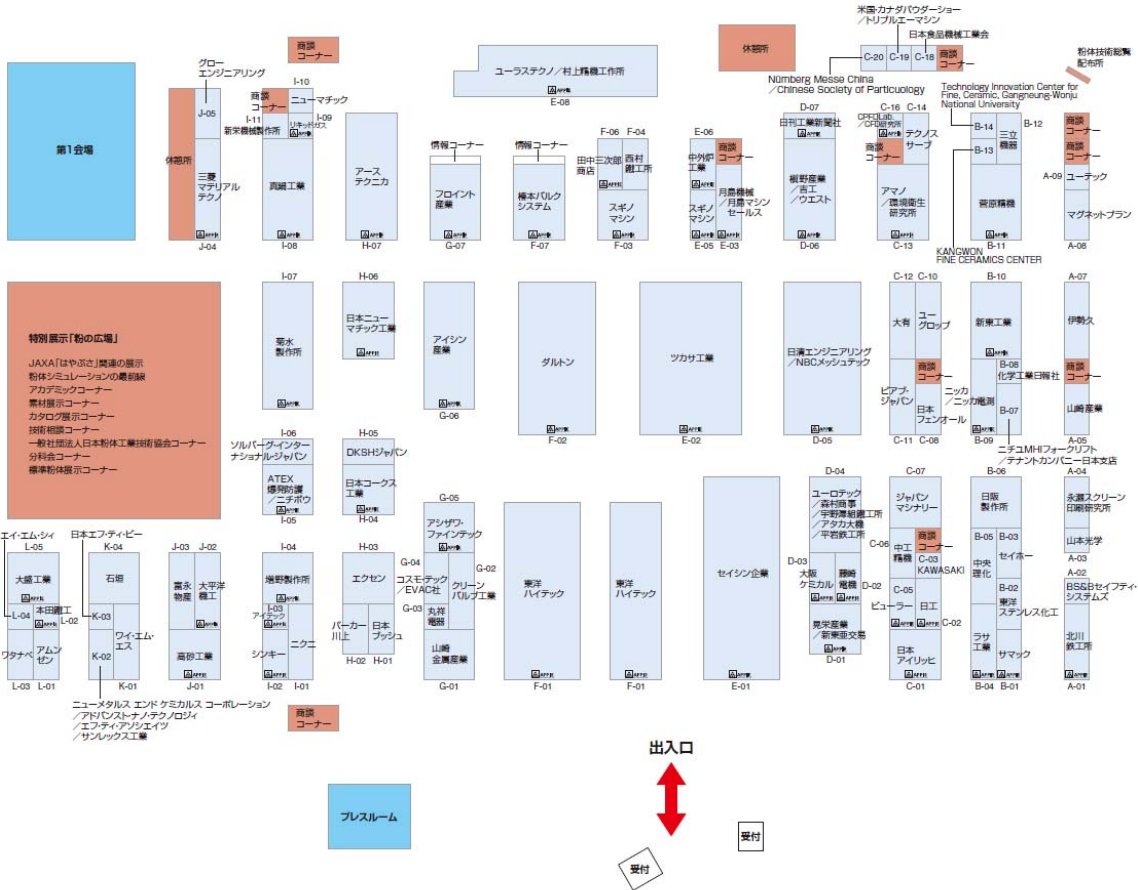 米国・カナダパウダーショー
／トリプルエーマシン
日本食品機械工業会
商談
コーナー
休憩所
C-20
C-19
C-18
商談
コーナー
粉体技術総覧
配布所
Nürnberg Messe China
／Chinese Society of Particuology
グロー
エンジニアリング
I-10
ユーラステクノ／村上精機工作所
E-08
Technology Innovation Center for
Fine, Ceramic, Gangneung-Wonju
National University
第1会場
休憩所
J-05
三菱
マテリアル
テクノ
J-04
商談
コーナー
ニューマチック
I-11
新栄機械製作所
I-09
リキッドガス
真細工業
I-08
アース
テクニカ
H-07
情報コーナー
フロイント
産業
G-07
情報コーナー
椿本バルク
システム
F-07
F-06
F-04
田中三次郎
商店
西村
鐵工所
スギノ
マシン
F-03
E-06
中外炉
工業
商談
コーナー
スギノ
マシン
月島機械
／月島マシン
セールス
E-05
E-03
D-07
日刊工業新聞社
槇野産業
／吉工
／ウエスト
D-06
C-16
C-14
CPFDLab.
／CFD研究所
テクノス
サーブ
商談
コーナー
アマノ
／環境衛生
研究所
C-13
B-14
B-13
三立
機器
B-12
菅原精機
B-11
KANGWON
FINE CERAMICS CENTER
商談
コーナー
商談
コーナー
A-09
ユーテック
マグネットプラン
A-08
特別展示「粉の広場」
JAXA「はやぶさ」関連の展示
粉体シミュレーションの最前線
アカデミックコーナー
素材展示コーナー
カタログ展示コーナー
技術相談コーナー
一般社団法人日本粉体工業技術協会コーナー
分科会コーナー
標準粉体展示コーナー
I-07
菊水
製作所
H-06
日本ニュー
マチック工業
アイシン
産業
G-06
ダルトン
F-02
ツカサ工業
E-02
日清エンジニアリング
／NBCメッシュテック
D-05
C-12
C-10
大有
ユー
グロップ
ビアブ・
ジャパン
商談
コーナー
日本
フェンオール
C-11
C-08
B-10
新東工業
ニッカ
／ニッカ電測
B-08
化学工業日報社
B-07
B-09
ニチユMHIフォークリフト
／テナントカンパニー日本支店
A-07
伊勢久
商談
コーナー
山崎産業
A-05
I-06
ソルバーグ・インター
ナショナル・ジャパン
ATEX
爆発防護
／ニチボウ
I-05
H-05
DKSHジャパン
日本コークス
工業
H-04
G-05
アシザワ・
ファインテック
G-04
コスモ・テック
／EVAC社
G-02
クリーン
バルブ工業
G-03
丸祥
電器
山崎
金属産業
G-01
東洋
ハイテック
F-01
東洋
ハイテック
F-01
セイシン企業
E-01
D-04
ユーロテック
／森村商事
／宇野澤組鐵工所
／アタカ大機
／平岩鉄工所
D-03
大阪
ケミカル
藤崎
電機
D-02
晃栄産業
／新東亜交易
D-01
C-07
ジャパン
マシナリー
C-06
中工
精機
商談
コーナー
C-03
KAWASAKI
C-05
ビューラー
日工
C-02
日本
アイリッヒ
C-01
B-06
日阪
製作所
B-05
中央
理化
B-03
セイホー
B-02
東洋
ステンレス化工
ラサ
工業
サマック
B-04
B-01
A-04
永瀬スクリーン
印刷研究所
山本光学
A-03
A-02
BS&Bセイフティ・
システムズ
北川
鉄工所
A-01
エイ・エム・シィ
L-05
大盛工業
L-04
本田鐵工
L-02
ワタナベ
アムン
ゼン
L-03
L-01
日本エフ・ティ・ビー
K-04
石垣
K-03
K-02
ワイ・エム・
エス
K-01
ニューメタルス エンド ケミカルス コーポレーション
／アドバンスト・ナノ・テクノロジィ
／エフ・ティ・アソシエイツ
／サンレックス工業
J-03
J-02
富永
物産
大平洋
機工
高砂工業
J-01
I-04
増野製作所
I-03
アイテック
シンキー
ニクニ
I-02
I-01
H-03
エクセン
パーカー
川上
日本
ブッシュ
H-02
H-01
商談
コーナー
プレスルーム
出入口
受付
受付